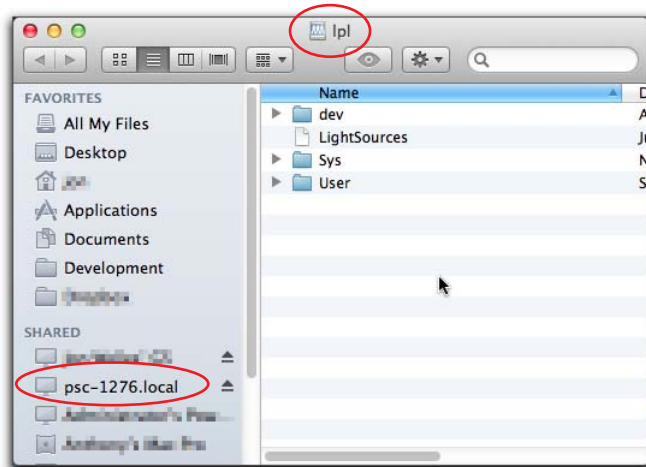 lpl
FAVORITES
All My Files
Desktop
Applications
Documents
Development
SHARED
psc-1276.local
Name
dev
LightSources
Sys
User